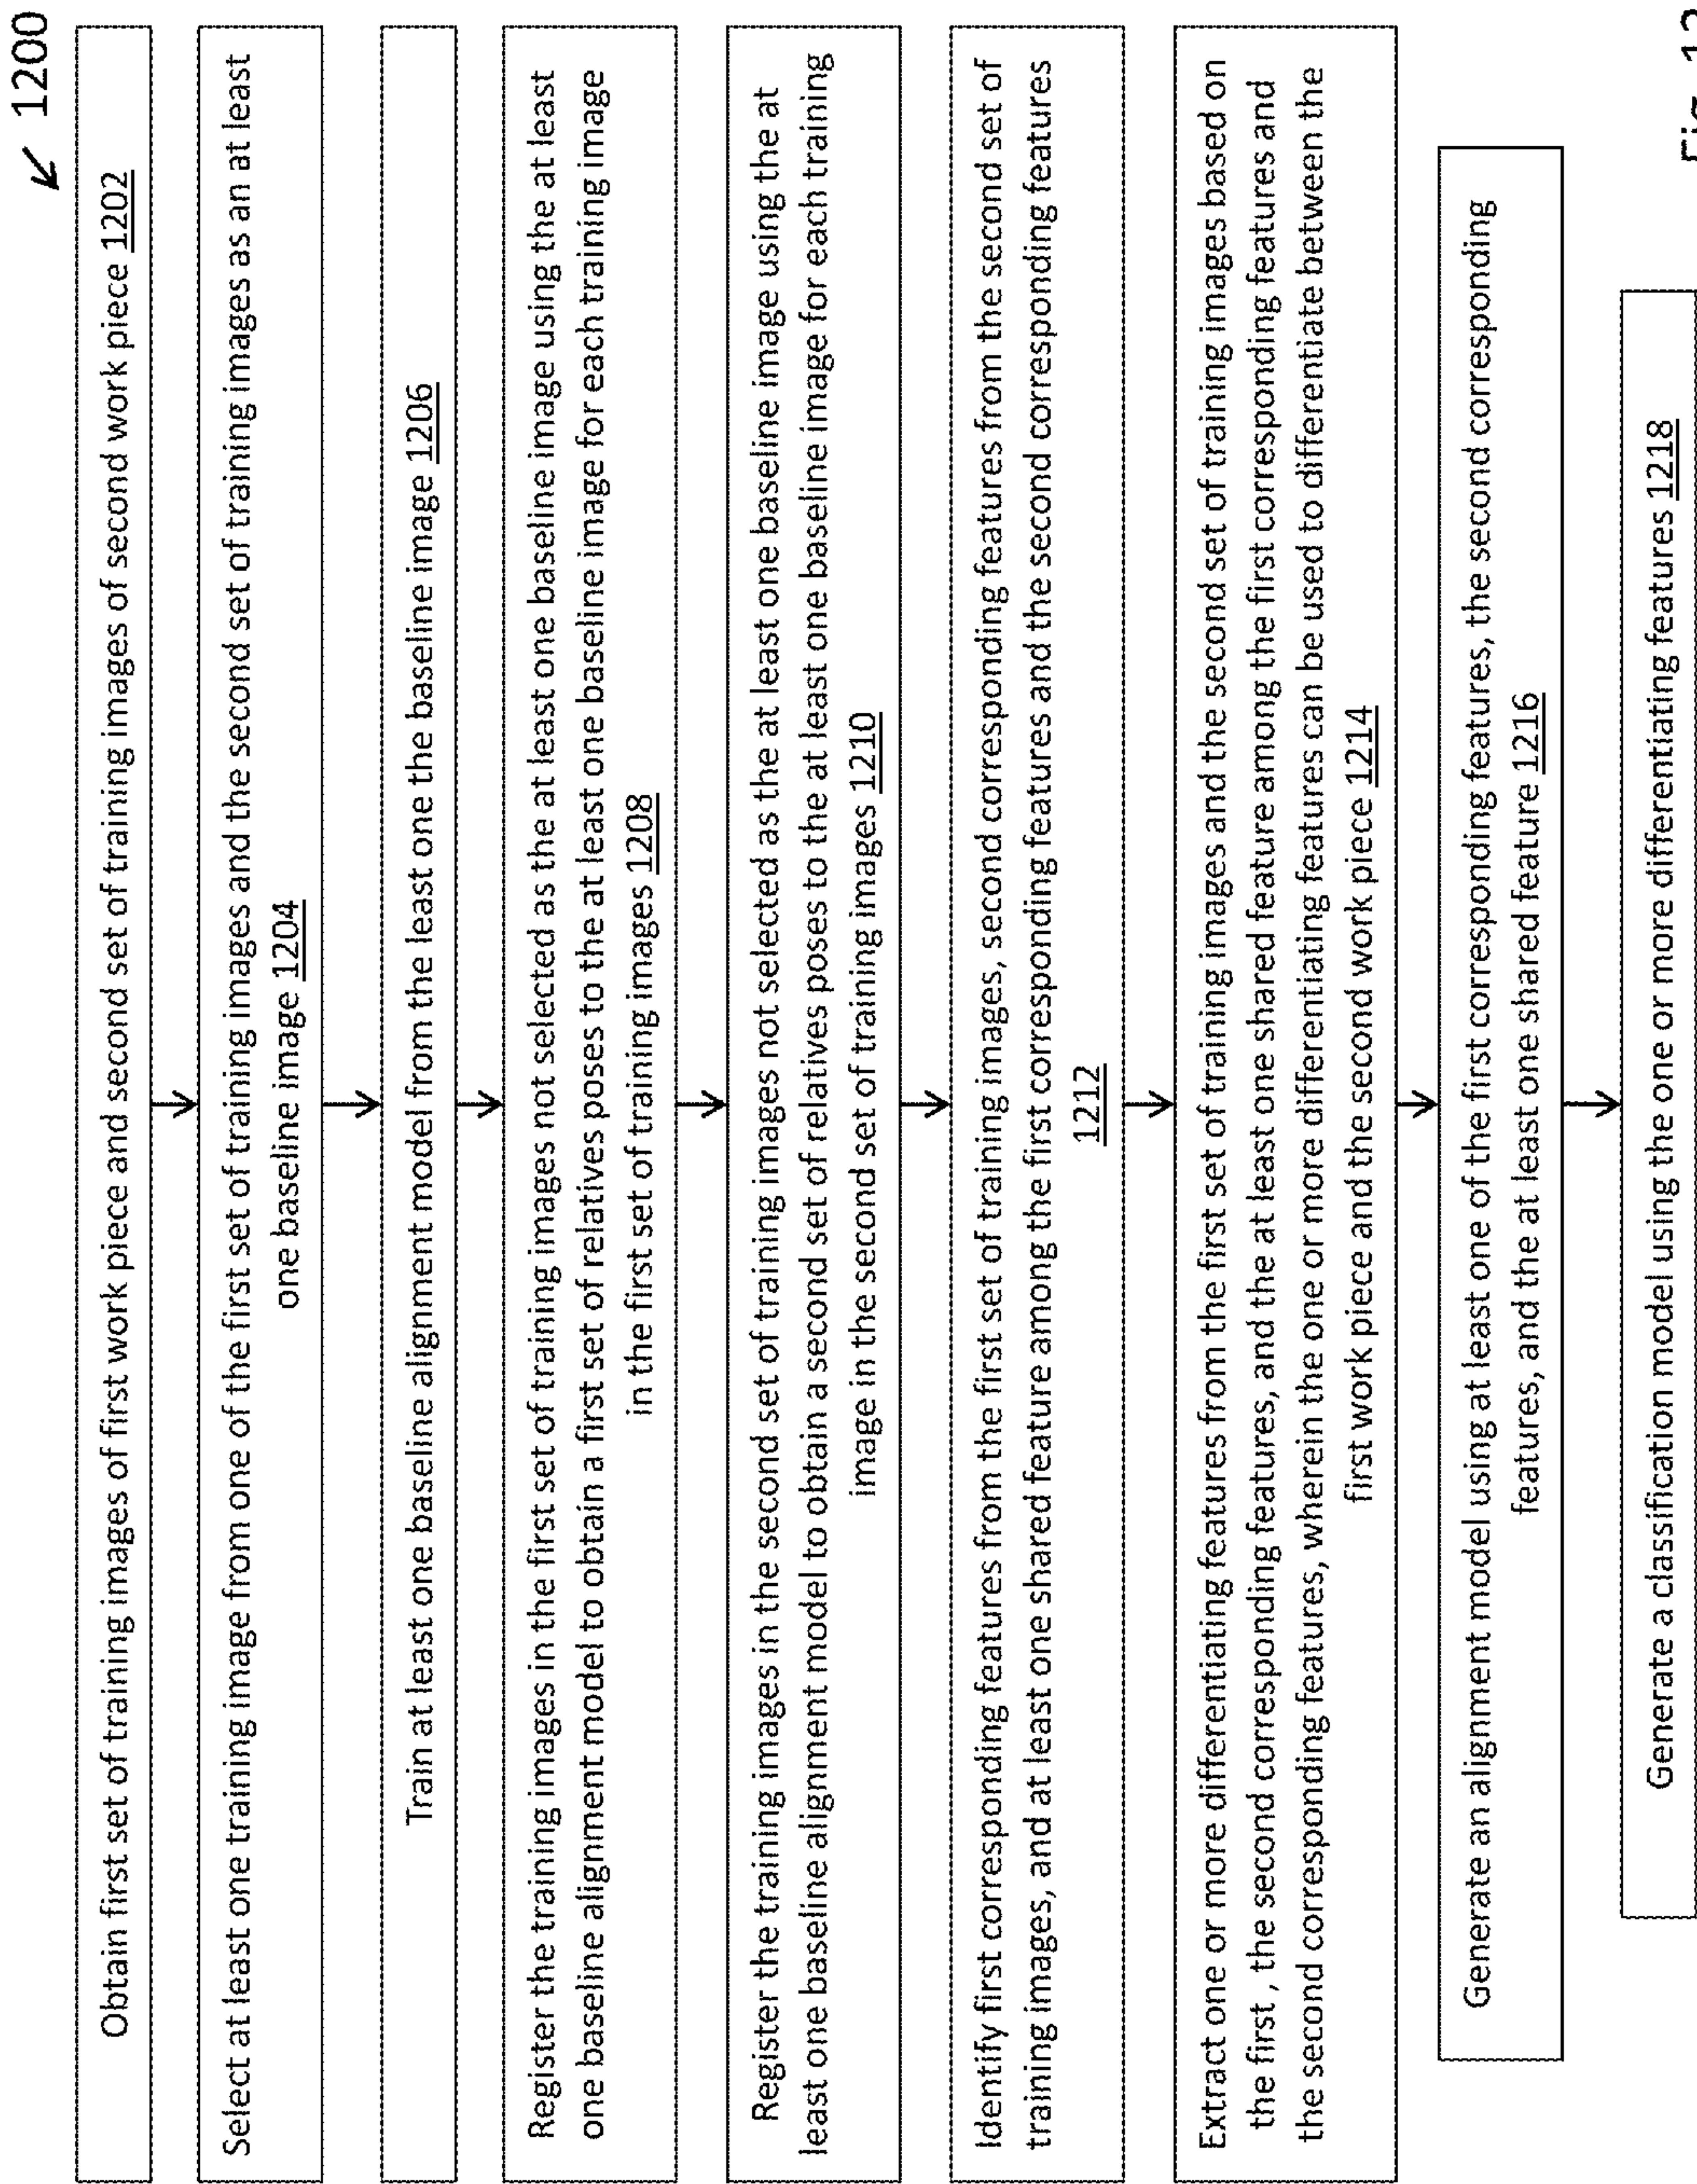 1200
Obtain first set of training images of first work piece and second set of training images of second work piece 1202
Select at least one training image from one of the first set of training images and the second set of training images as an at least
one baseline image 1204
Train at least one baseline alignment model from the least one the baseline image 1206
Register the training images in the first set of training images not selected as the at least one baseline image using the at least
one baseline alignment model to obtain a first set of relatives poses to the at least one baseline image for each training image
in the first set of training images 1208
Register the training images in the second set of training images not selected as the at least one baseline image using the at
least one baseline alignment model to obtain a second set of relatives poses to the at least one baseline image for each training
image in the second set of training images 1210
Identify first corresponding features from the first set of training images, second corresponding features from the second set of
training images, and at least one shared feature among the first corresponding features and the second corresponding features
1212
Extract one or more differentiating features from the first set of training images and the second set of training images based on
the first , the second corresponding features, and the at least one shared feature among the first corresponding features and
the second corresponding features, wherein the one or more differentiating features can be used to differentiate between the
first work piece and the second work piece 1214
Generate an alignment model using at least one of the first corresponding features, the second corresponding
features, and the at least one shared feature 1216
Generate a classification model using the one or more differentiating features 1218